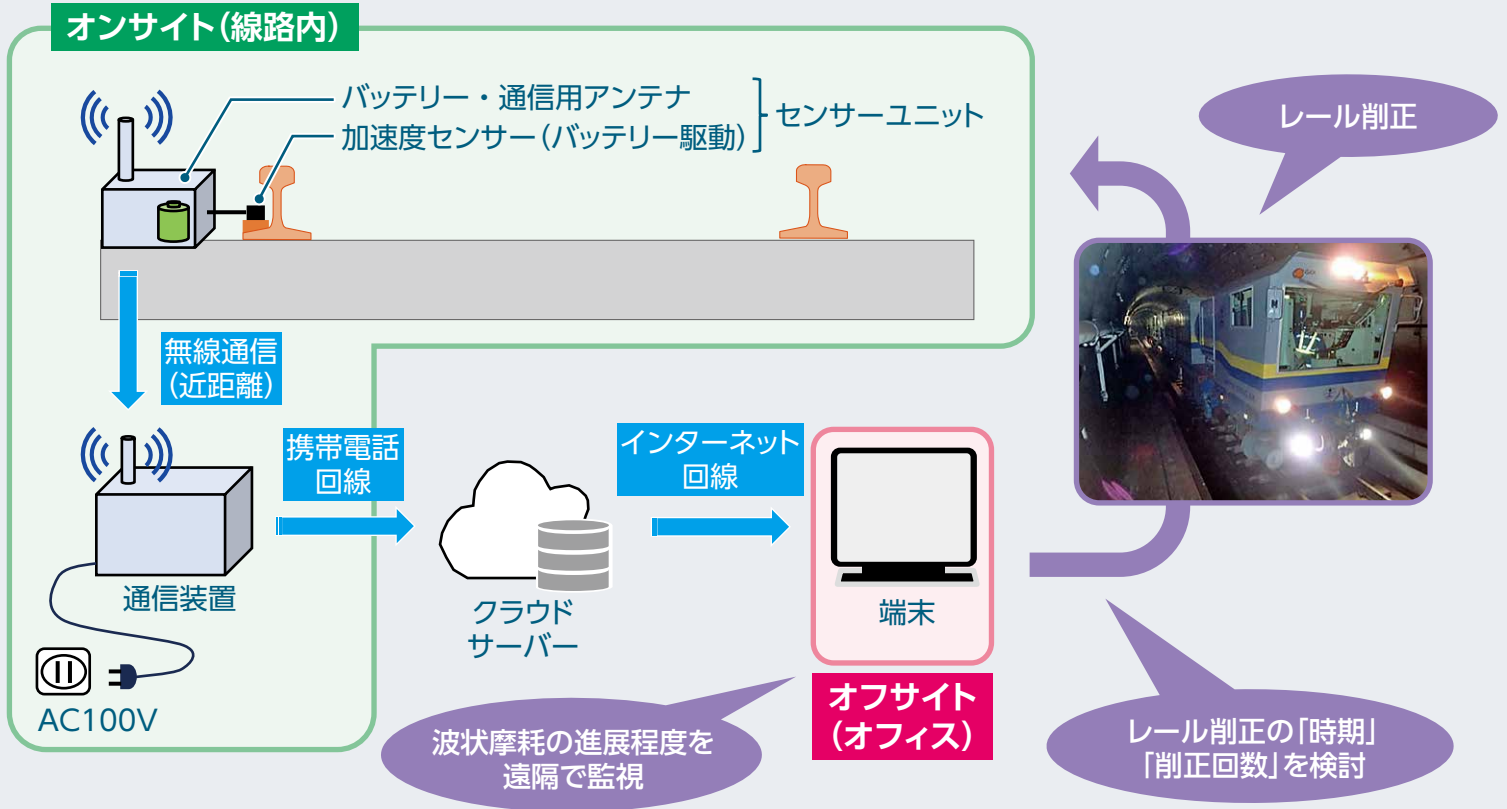 オンサイト(線路内)
バッテリー・通信用アンテナ
加速度センサー(バッテリー駆動)
センサーユニット
レール削正
無線通信
(近距離)
携帯電話
回線
インターネット
回線
通信装置
クラウド
サーバー
端末
AC100V
オフサイト
(オフィス)
波状摩耗の進展程度を
遠隔で監視
レール削正の「時期」
「削正回数」を検討